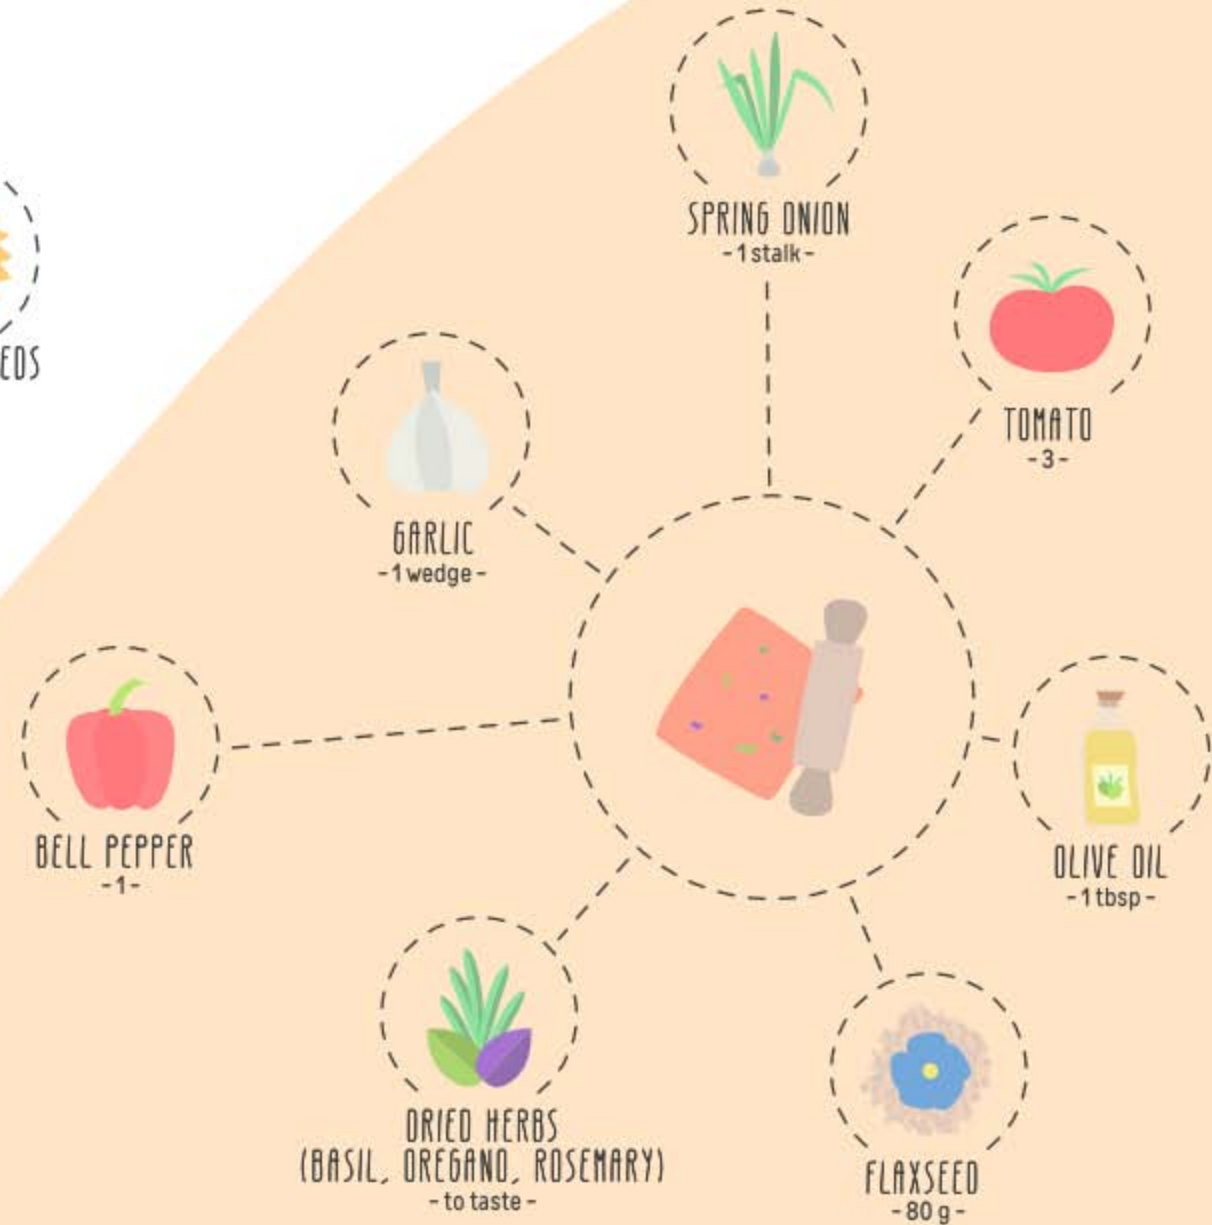 SPRING ONION
-1 stalk-
EDS
TOMATO
-3-
GARLIC
-1 wedge-
BELL PEPPER
-1-
OLIVE OIL
-1 tbsp-
DRIED HERBS
(BASIL, OREGANO, ROSEMARY)
- to taste -
FLAXSEED
-80 g-